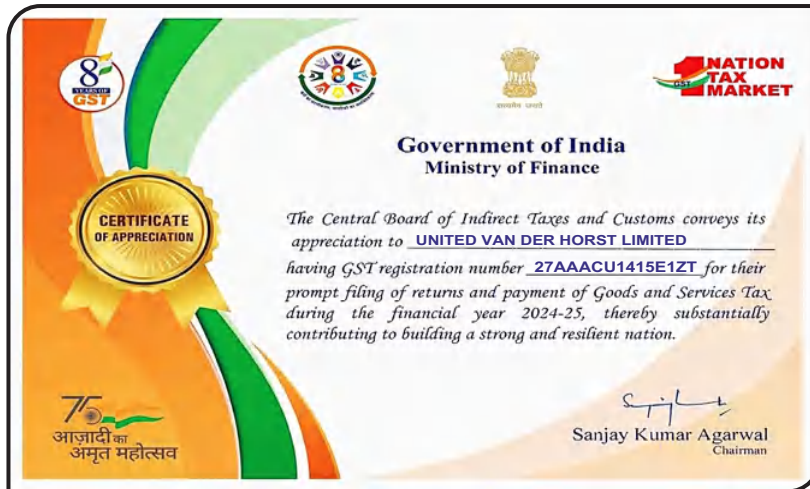 8
YEARS OF
GST
सत्यमेव जयते
GST
1 NATION
TAX
MARKET
Government of India
Ministry of Finance
CERTIFICATE
OF APPRECIATION
The Central Board of Indirect Taxes and Customs conveys its
appreciation to UNITED VAN DER HORST LIMITED
having GST registration number 27AAACU1415E1ZT for their
prompt filing of returns and payment of Goods and Services Tax
during the financial year 2024-25, thereby substantially
contributing to building a strong and resilient nation.
75
आज़ादी का
अमृत महोत्सव
Sanjay Kumar Agarwal
Chairman